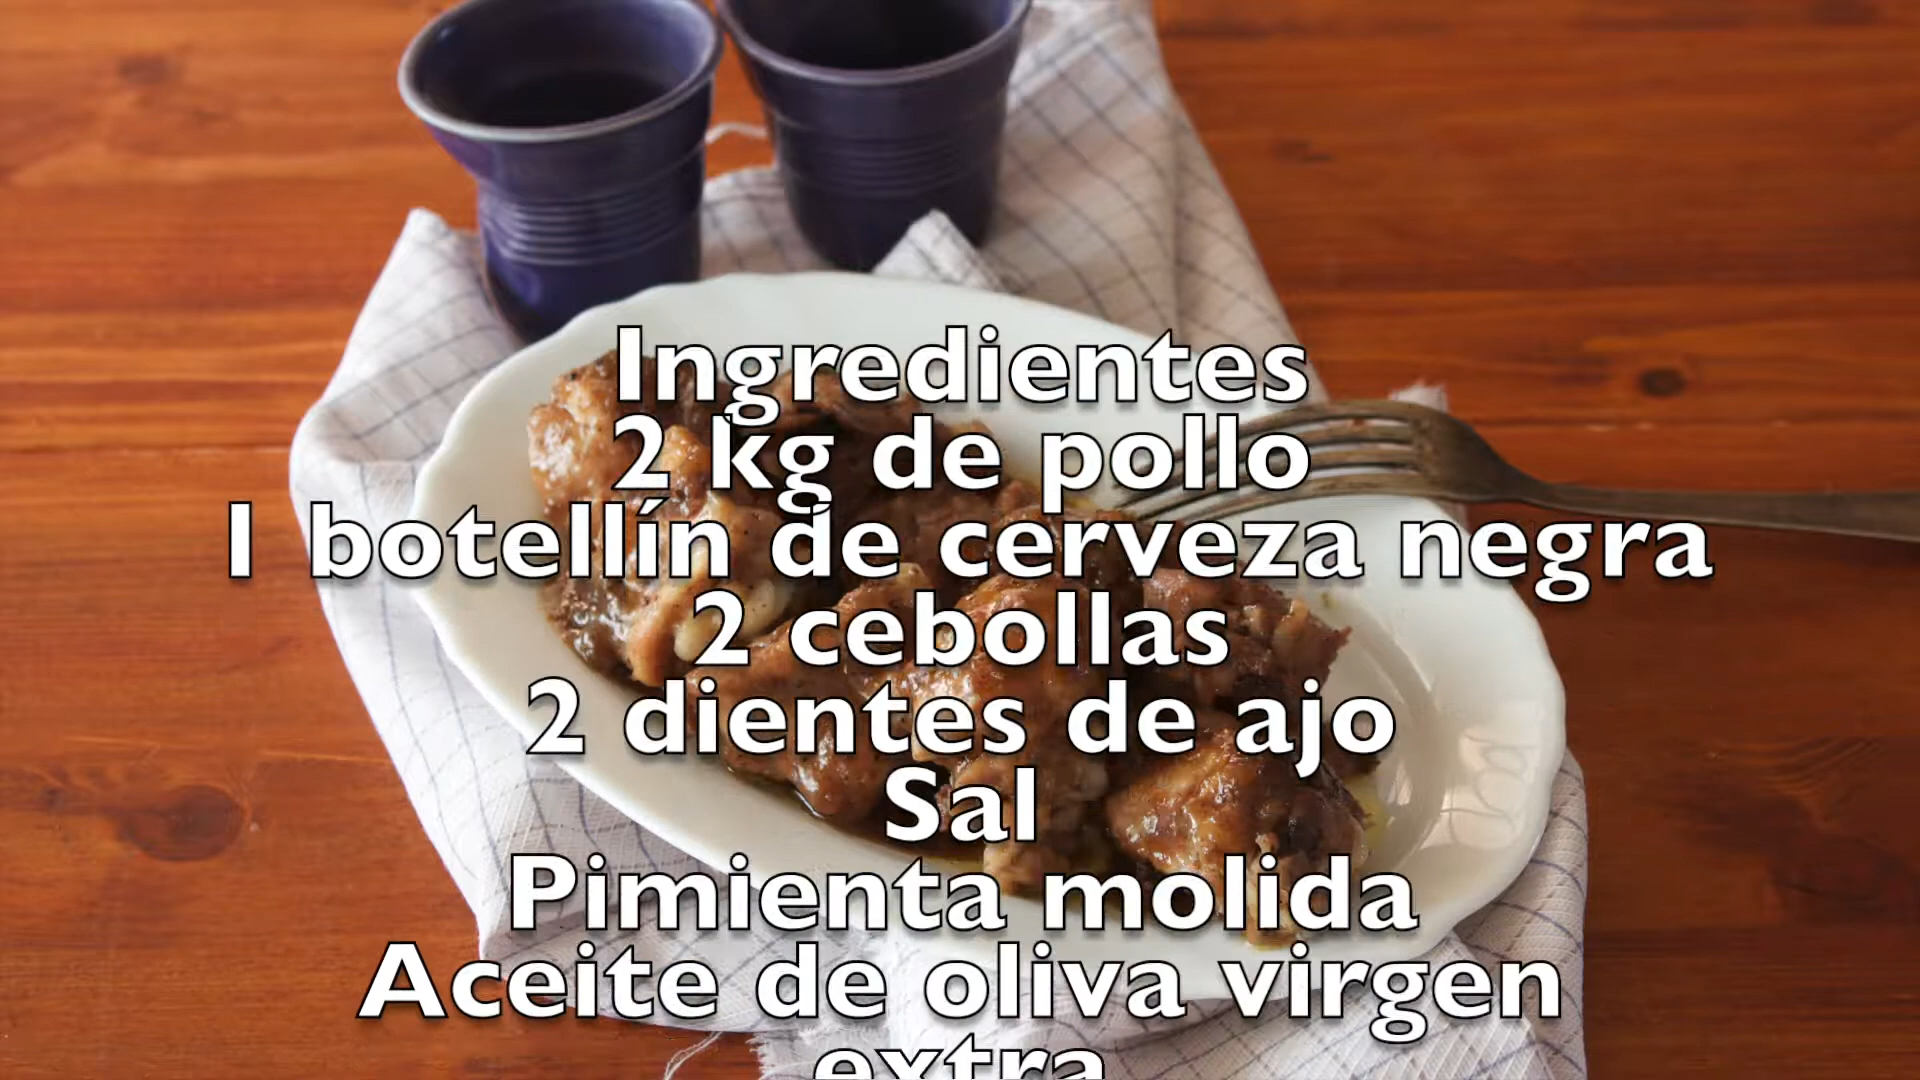 Ingredientes
2 kg de pollo
1 botellín de cerveza negra
2 cebollas
2 dientes de ajo
Sal
Pimienta molida
Aceite de oliva virgen
extra